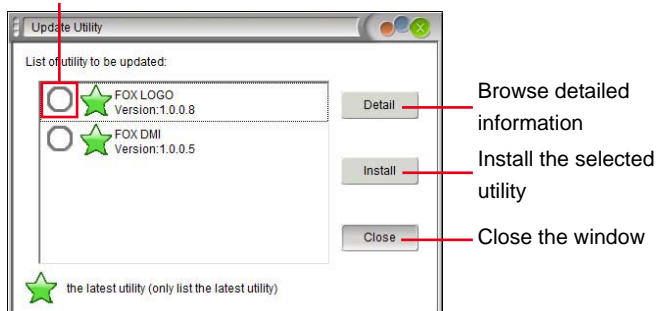 Update Utility
List of utility to be updated:
FOX LOGO
Version:1.0.0.8
FOX DMI
Version:1.0.0.5
Detail
Install
Close
the latest utility (only list the latest utility)
Browse detailed
information
Install the selected
utility
Close the window